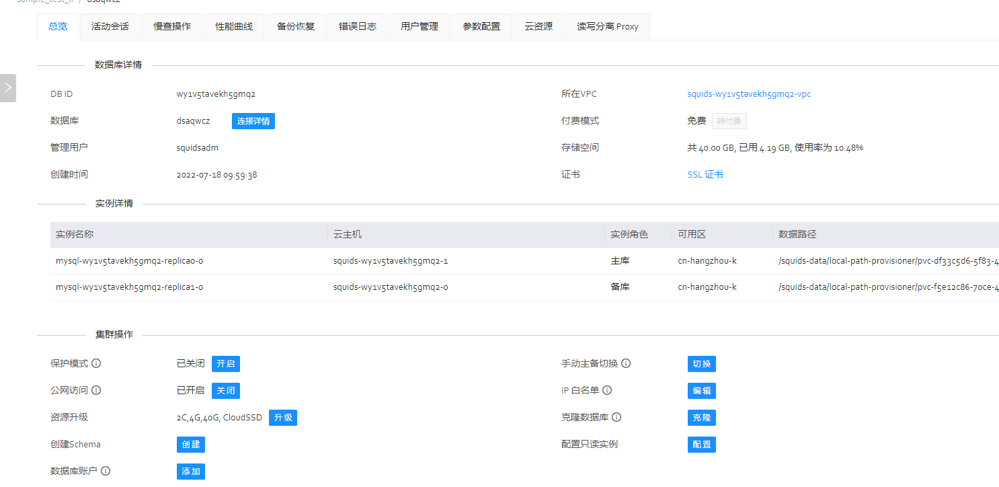 sample_test_ff / dsaqwcz
总览 活动会话 慢查操作 性能曲线 备份恢复 错误日志 用户管理 参数配置 云资源 读写分离 Proxy
数据库详情
DB ID wy1v5tavekh5gmq2 所在VPC squids-wy1v5tavekh5gmq2-vpc
数据库 dsaqwcz 连接详情 付费模式 免费 转付费
管理用户 squidsadm 存储空间 共 40.00 GB, 已用 4.19 GB, 使用率为 10.48%
创建时间 2022-07-18 09:59:38 证书 SSL 证书
实例详情
实例名称 云主机 实例角色 可用区 数据路径
mysql-wy1v5tavekh5gmq2-replica0-0 squids-wy1v5tavekh5gmq2-1 主库 cn-hangzhou-k /squids-data/local-path-provisioner/pvc-df33c5d6-5f83-4
mysql-wy1v5tavekh5gmq2-replica1-0 squids-wy1v5tavekh5gmq2-0 备库 cn-hangzhou-k /squids-data/local-path-provisioner/pvc-f5e12c86-70ce-4
集群操作
保护模式 已关闭 开启 手动主备切换 切换
公网访问 已开启 关闭 IP 白名单 编辑
资源升级 2C,4G,40G, CloudSSD 升级 克隆数据库 克隆
创建Schema 创建 配置只读实例 配置
数据库账户 添加